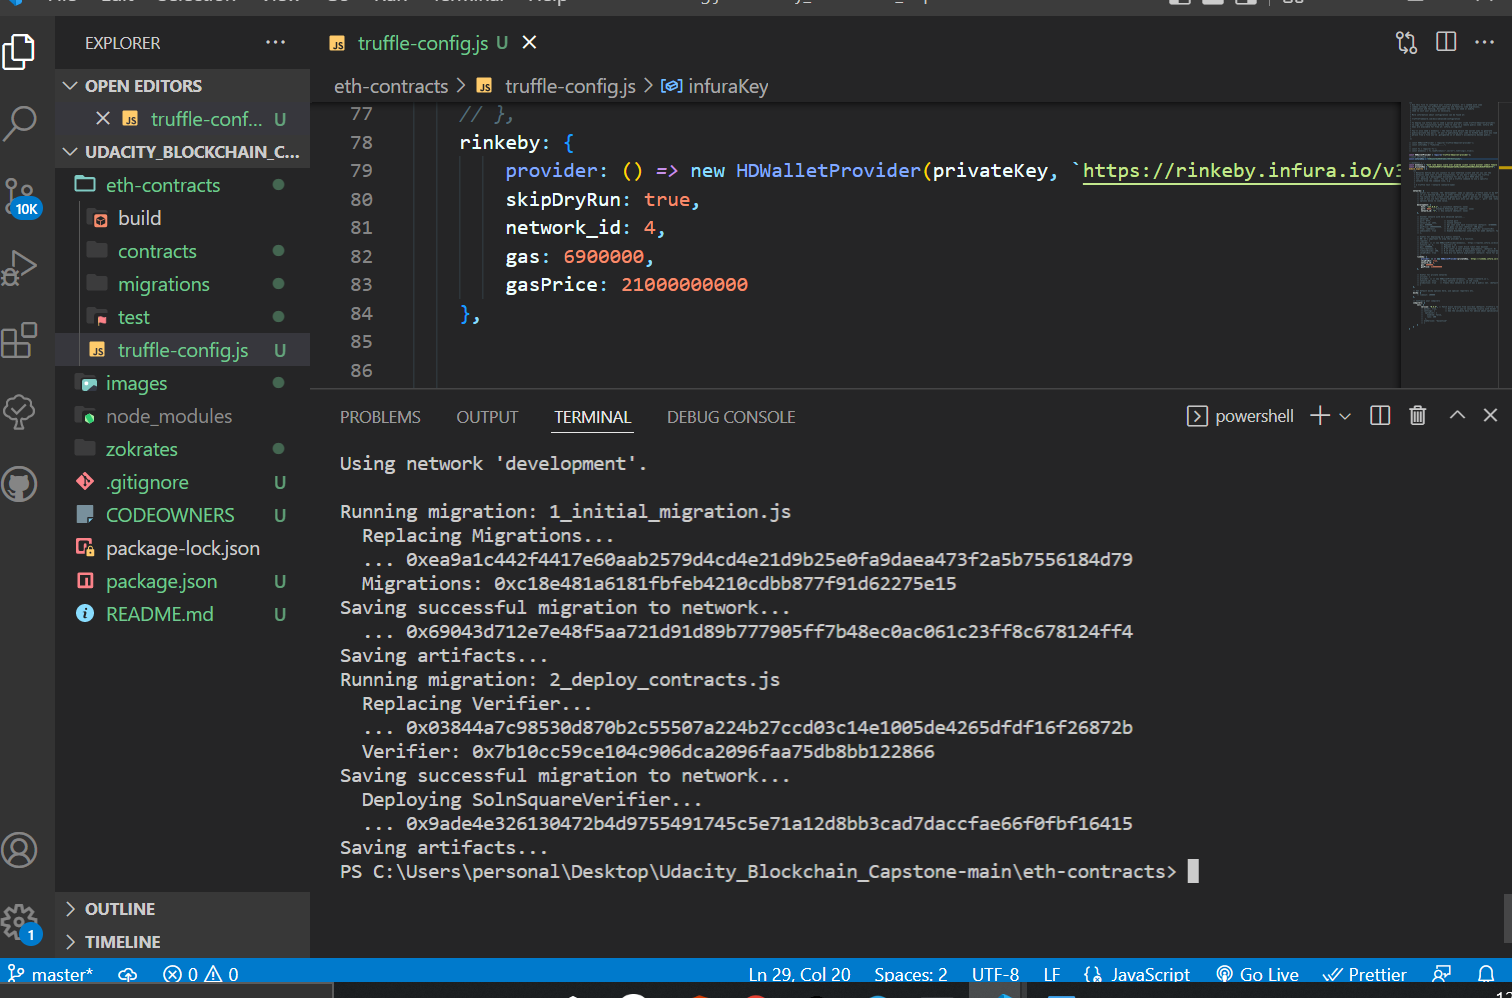 EXPLORER
OPEN EDITORS
truffle-conf... U
UDACITY_BLOCKCHAIN_C...
eth-contracts
build
contracts
migrations
test
truffle-config.js U
images
node_modules
zokrates
.gitignore U
CODEOWNERS U
package-lock.json
package.json U
README.md U
OUTLINE
TIMELINE
10K
1
truffle-config.js U
eth-contracts > truffle-config.js > infuraKey
77 // },
78 rinkeby: {
79 provider: () => new HDWalletProvider(privateKey, `https://rinkeby.infura.io/v3
80 skipDryRun: true,
81 network_id: 4,
82 gas: 6900000,
83 gasPrice: 21000000000
84 },
85
86
PROBLEMS OUTPUT TERMINAL DEBUG CONSOLE
powershell
Using network 'development'.
Running migration: 1_initial_migration.js
Replacing Migrations...
... 0xea9a1c442f4417e60aab2579d4cd4e21d9b25e0fa9daea473f2a5b7556184d79
Migrations: 0xc18e481a6181fbfeb4210cdbb877f91d62275e15
Saving successful migration to network...
... 0x69043d712e7e48f5aa721d91d89b777905ff7b48ec0ac061c23ff8c678124ff4
Saving artifacts...
Running migration: 2_deploy_contracts.js
Replacing Verifier...
... 0x03844a7c98530d870b2c55507a224b27ccd03c14e1005de4265dfdf16f26872b
Verifier: 0x7b10cc59ce104c906dca2096faa75db8bb122866
Saving successful migration to network...
Deploying SolnSquareVerifier...
... 0x9ade4e326130472b4d9755491745c5e71a12d8bb3cad7daccfae66f0fbf16415
Saving artifacts...
PS C:\Users\personal\Desktop\Udacity_Blockchain_Capstone-main\eth-contracts>
master* 0 0 Ln 29, Col 20 Spaces: 2 UTF-8 LF JavaScript Go Live Prettier